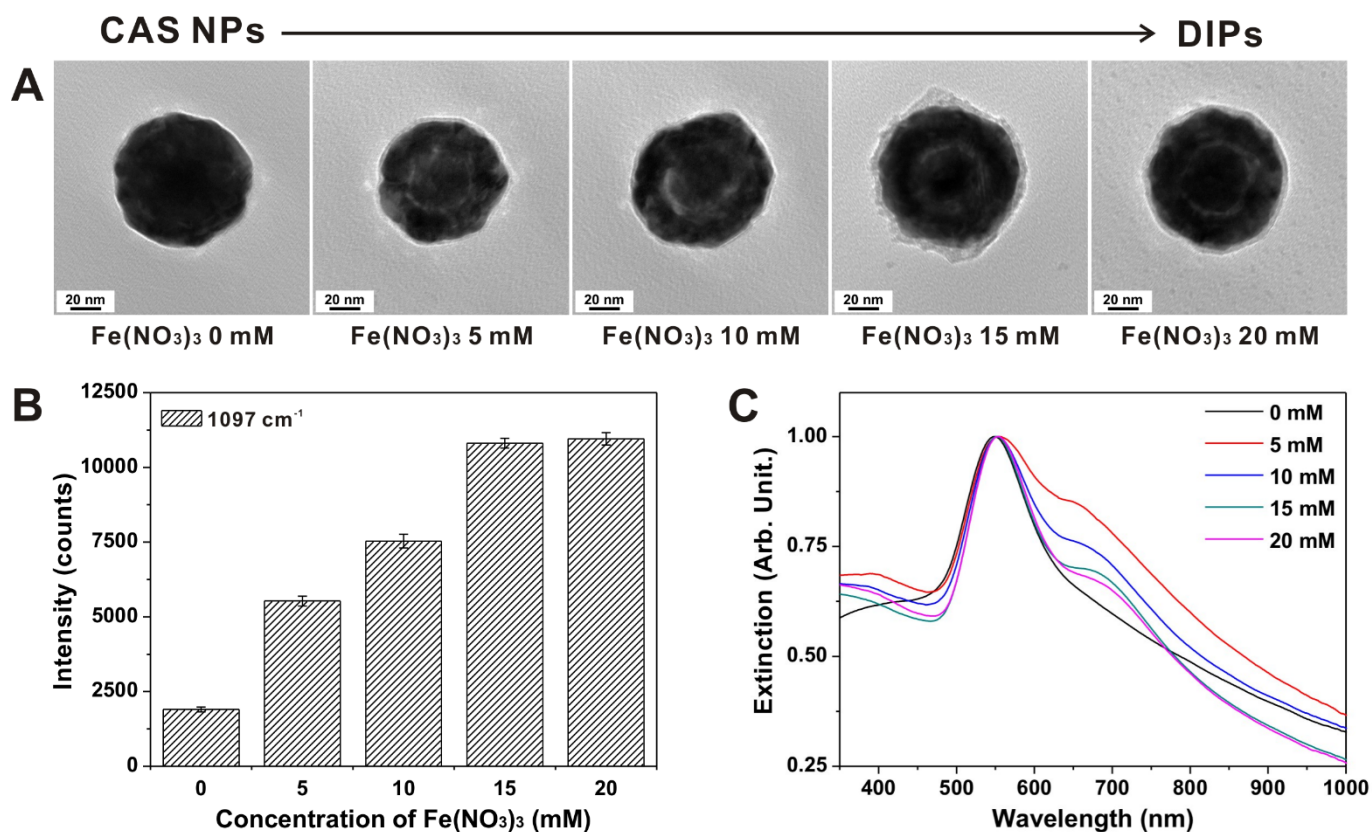 CAS NPs DIPs
A
20 nm 20 nm 20 nm 20 nm 20 nm
Fe(NO₃)₃ 0 mM Fe(NO₃)₃ 5 mM Fe(NO₃)₃ 10 mM Fe(NO₃)₃ 15 mM Fe(NO₃)₃ 20 mM
B
1097 cm⁻¹
12500
10000
7500
5000
2500
0
Intensity (counts)
0 5 10 15 20
Concentration of Fe(NO₃)₃ (mM)
C
0 mM
5 mM
10 mM
15 mM
20 mM
1.00
0.75
0.50
0.25
Extinction (Arb. Unit.)
400 500 600 700 800 900 1000
Wavelength (nm)